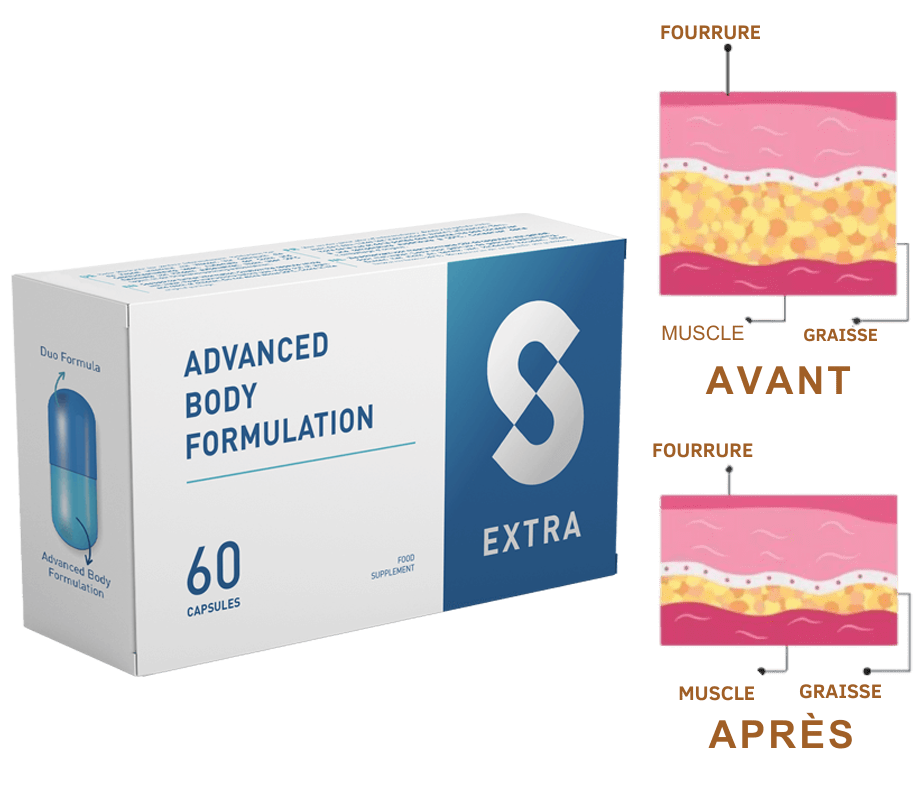 FOURRURE
MUSCLE
GRAISSE
AVANT
Duo Formula
ADVANCED
BODY
FORMULATION
S
EXTRA
60
CAPSULES
FOOD
SUPPLEMENT
Advanced Body
Formulation
FOURRURE
MUSCLE
GRAISSE
APRÈS